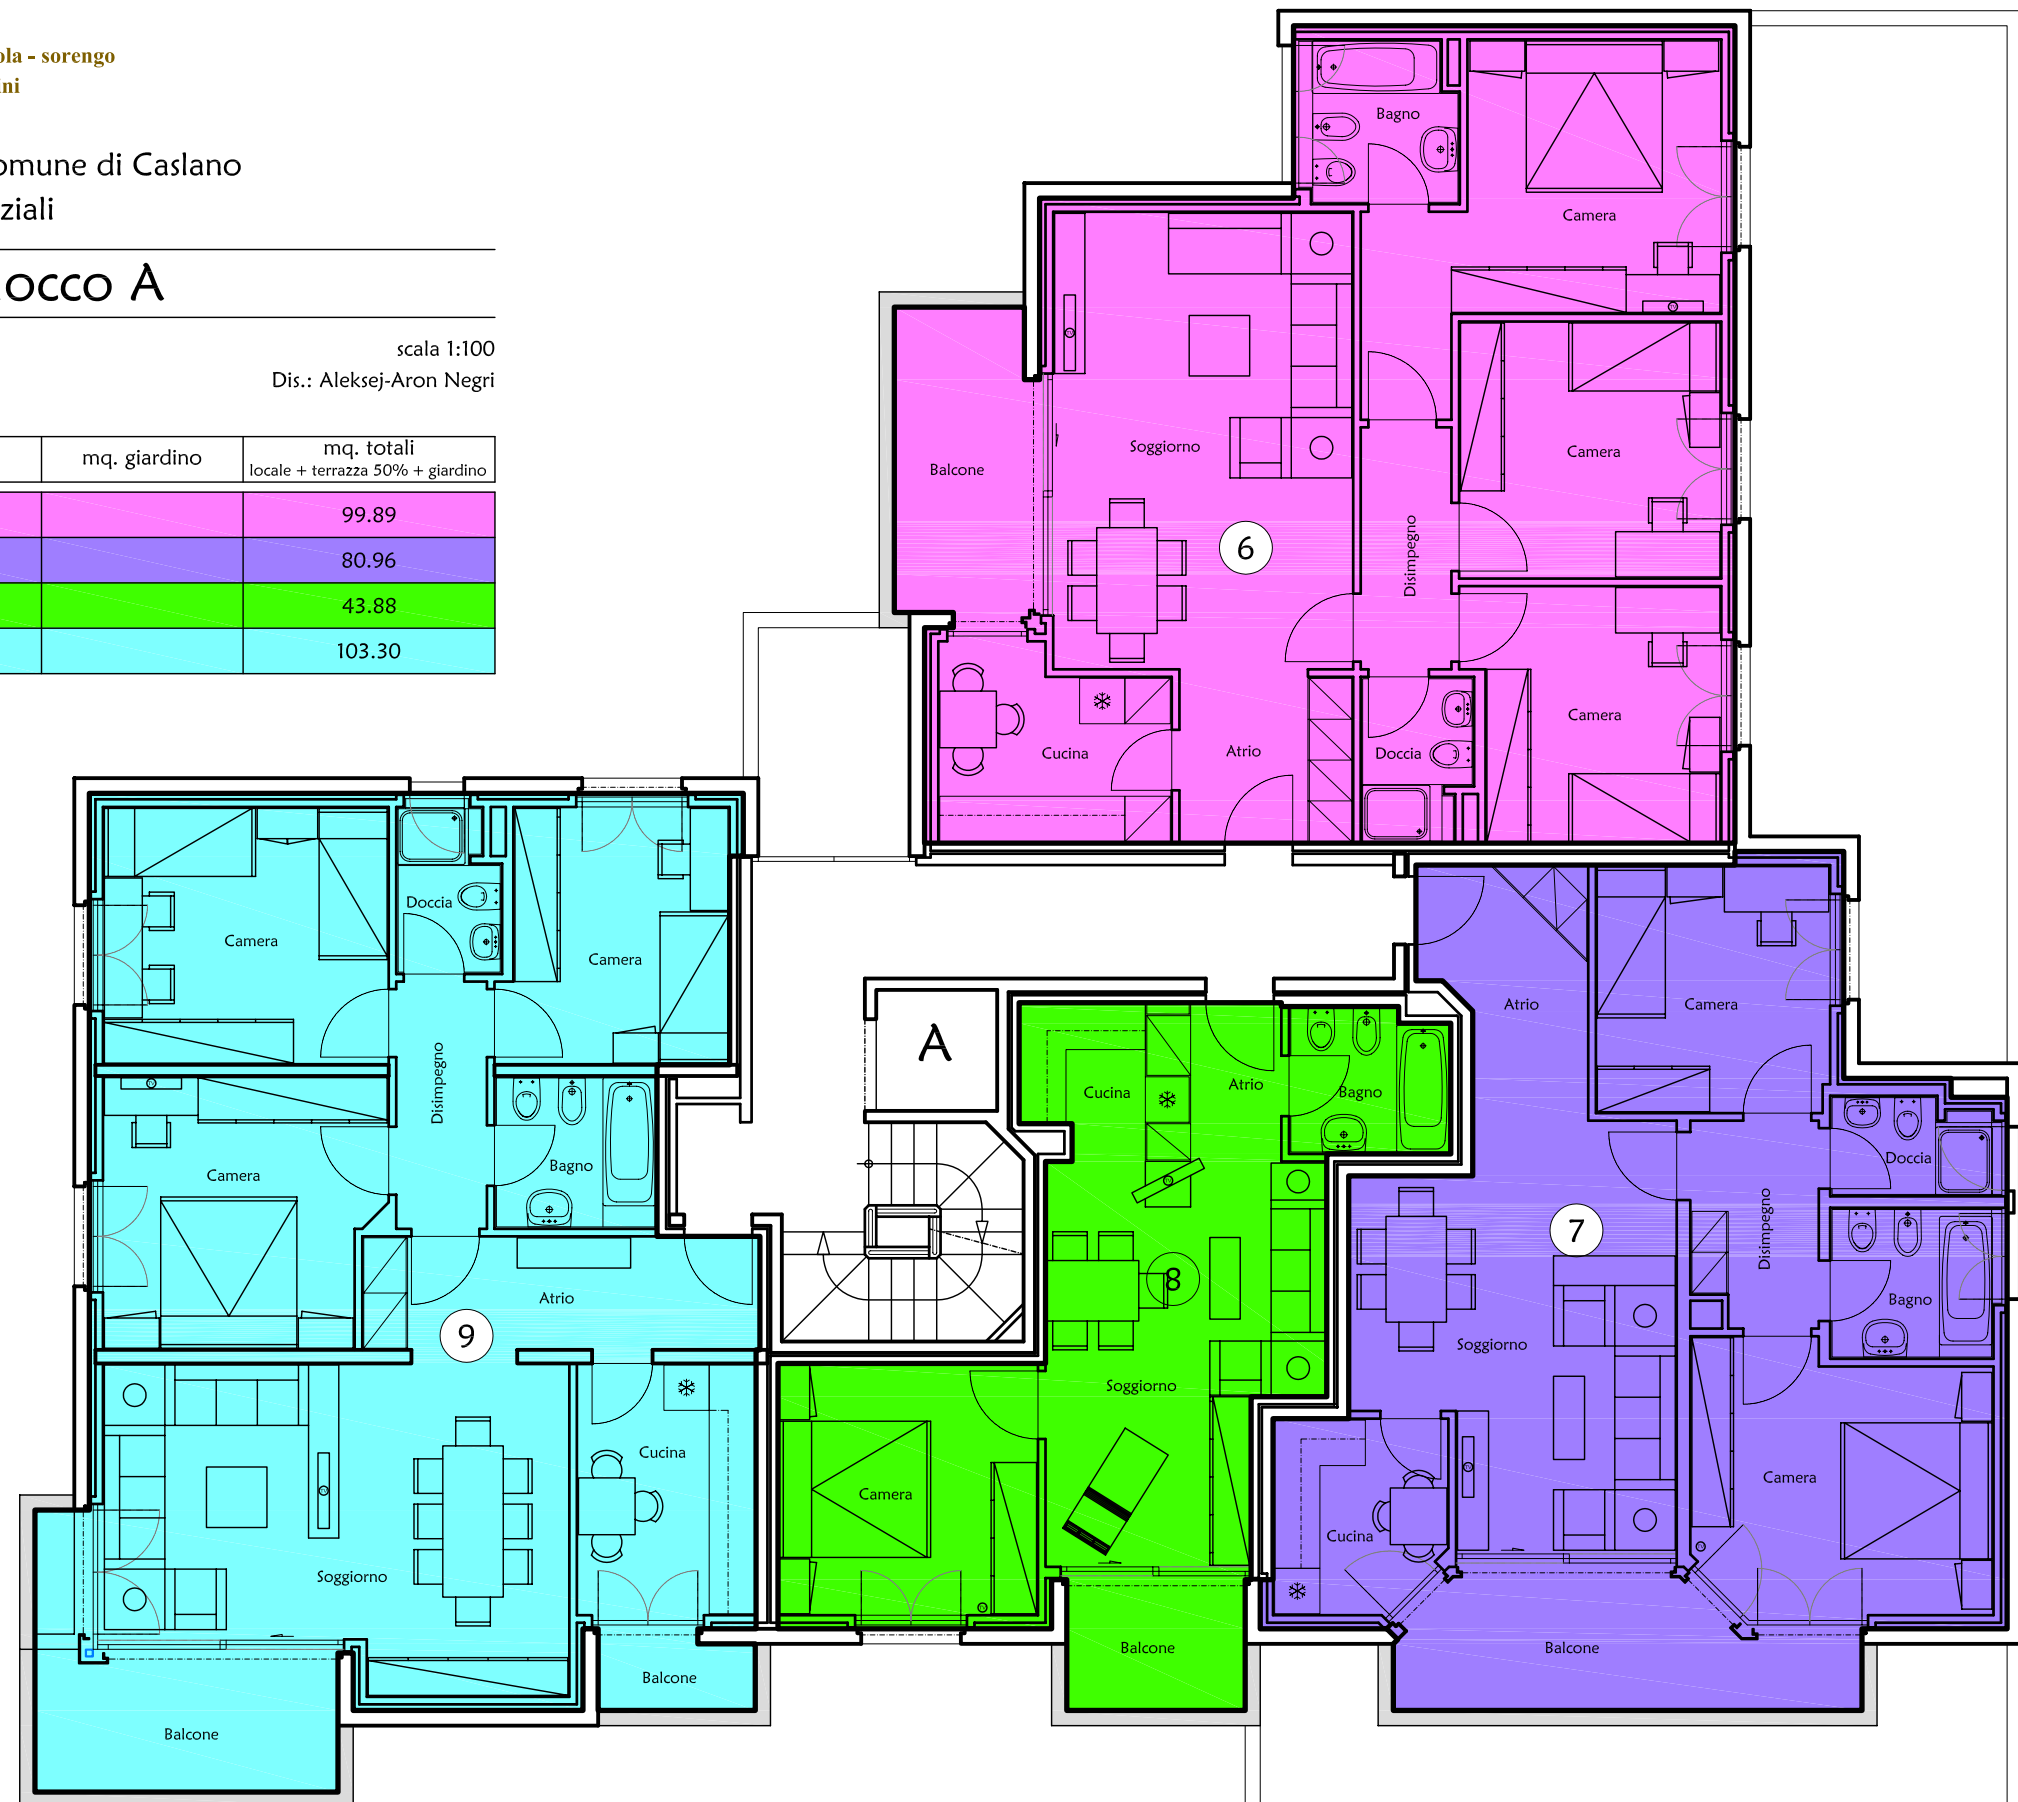 ola - sorengo
ini
omune di Caslano
ziali
locco A
scala 1:100
Dis.: Aleksej-Aron Negri
mq. giardino
mq. totali
locale + terrazza 50% + giardino
99.89
80.96
43.88
103.30
Bagno
Camera
Soggiorno
Balcone
Camera
6
Disimpegno
Camera
Cucina
Atrio
Doccia
Doccia
Camera
Camera
Disimpegno
Camera
Bagno
Atrio
9
Soggiorno
Cucina
Balcone
Balcone
A
Cucina
Atrio
Bagno
8
Soggiorno
Camera
Balcone
Atrio
Camera
Doccia
7
Disimpegno
Bagno
Soggiorno
Camera
Cucina
Balcone